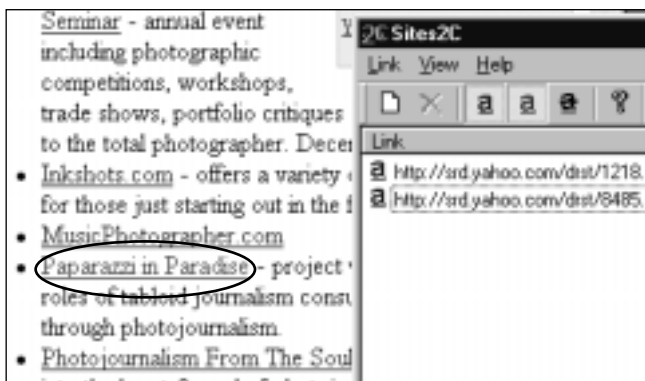 Seminar - annual event
including photographic
competitions, workshops,
trade shows, portfolio critiques
to the total photographer. Decem
• Inkshots.com - offers a variety
for those just starting out in the f
• MusicPhotographer.com
• Paparazzi in Paradise - project
roles of tabloid journalism consu
through photojournalism.
• Photojournalism From The Soul
Sites2C
Link View Help
Link
http://srd.yahoo.com/drst/1218.
http://srd.yahoo.com/drst/8485.